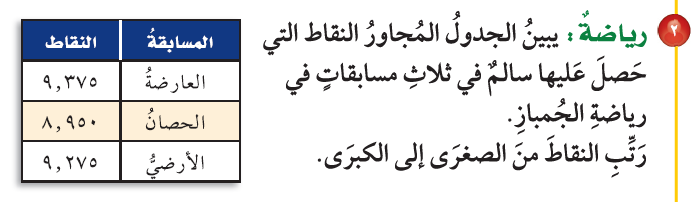 ٢ رياضةٌ: يبينُ الجدولُ المُجاورُ النقاطَ التي
حَصلَ عَليها سالمٌ في ثلاثِ مسابقاتٍ في
رياضةِ الجُمبازِ.
رَتِّبِ النقاطَ منَ الصغرَى إلى الكبرَى.
المسابقةُ النقاط
العارضةُ ٩,٣٧٥
الحصانُ ٨,٩٥٠
الأرضيُّ ٩,٢٧٥